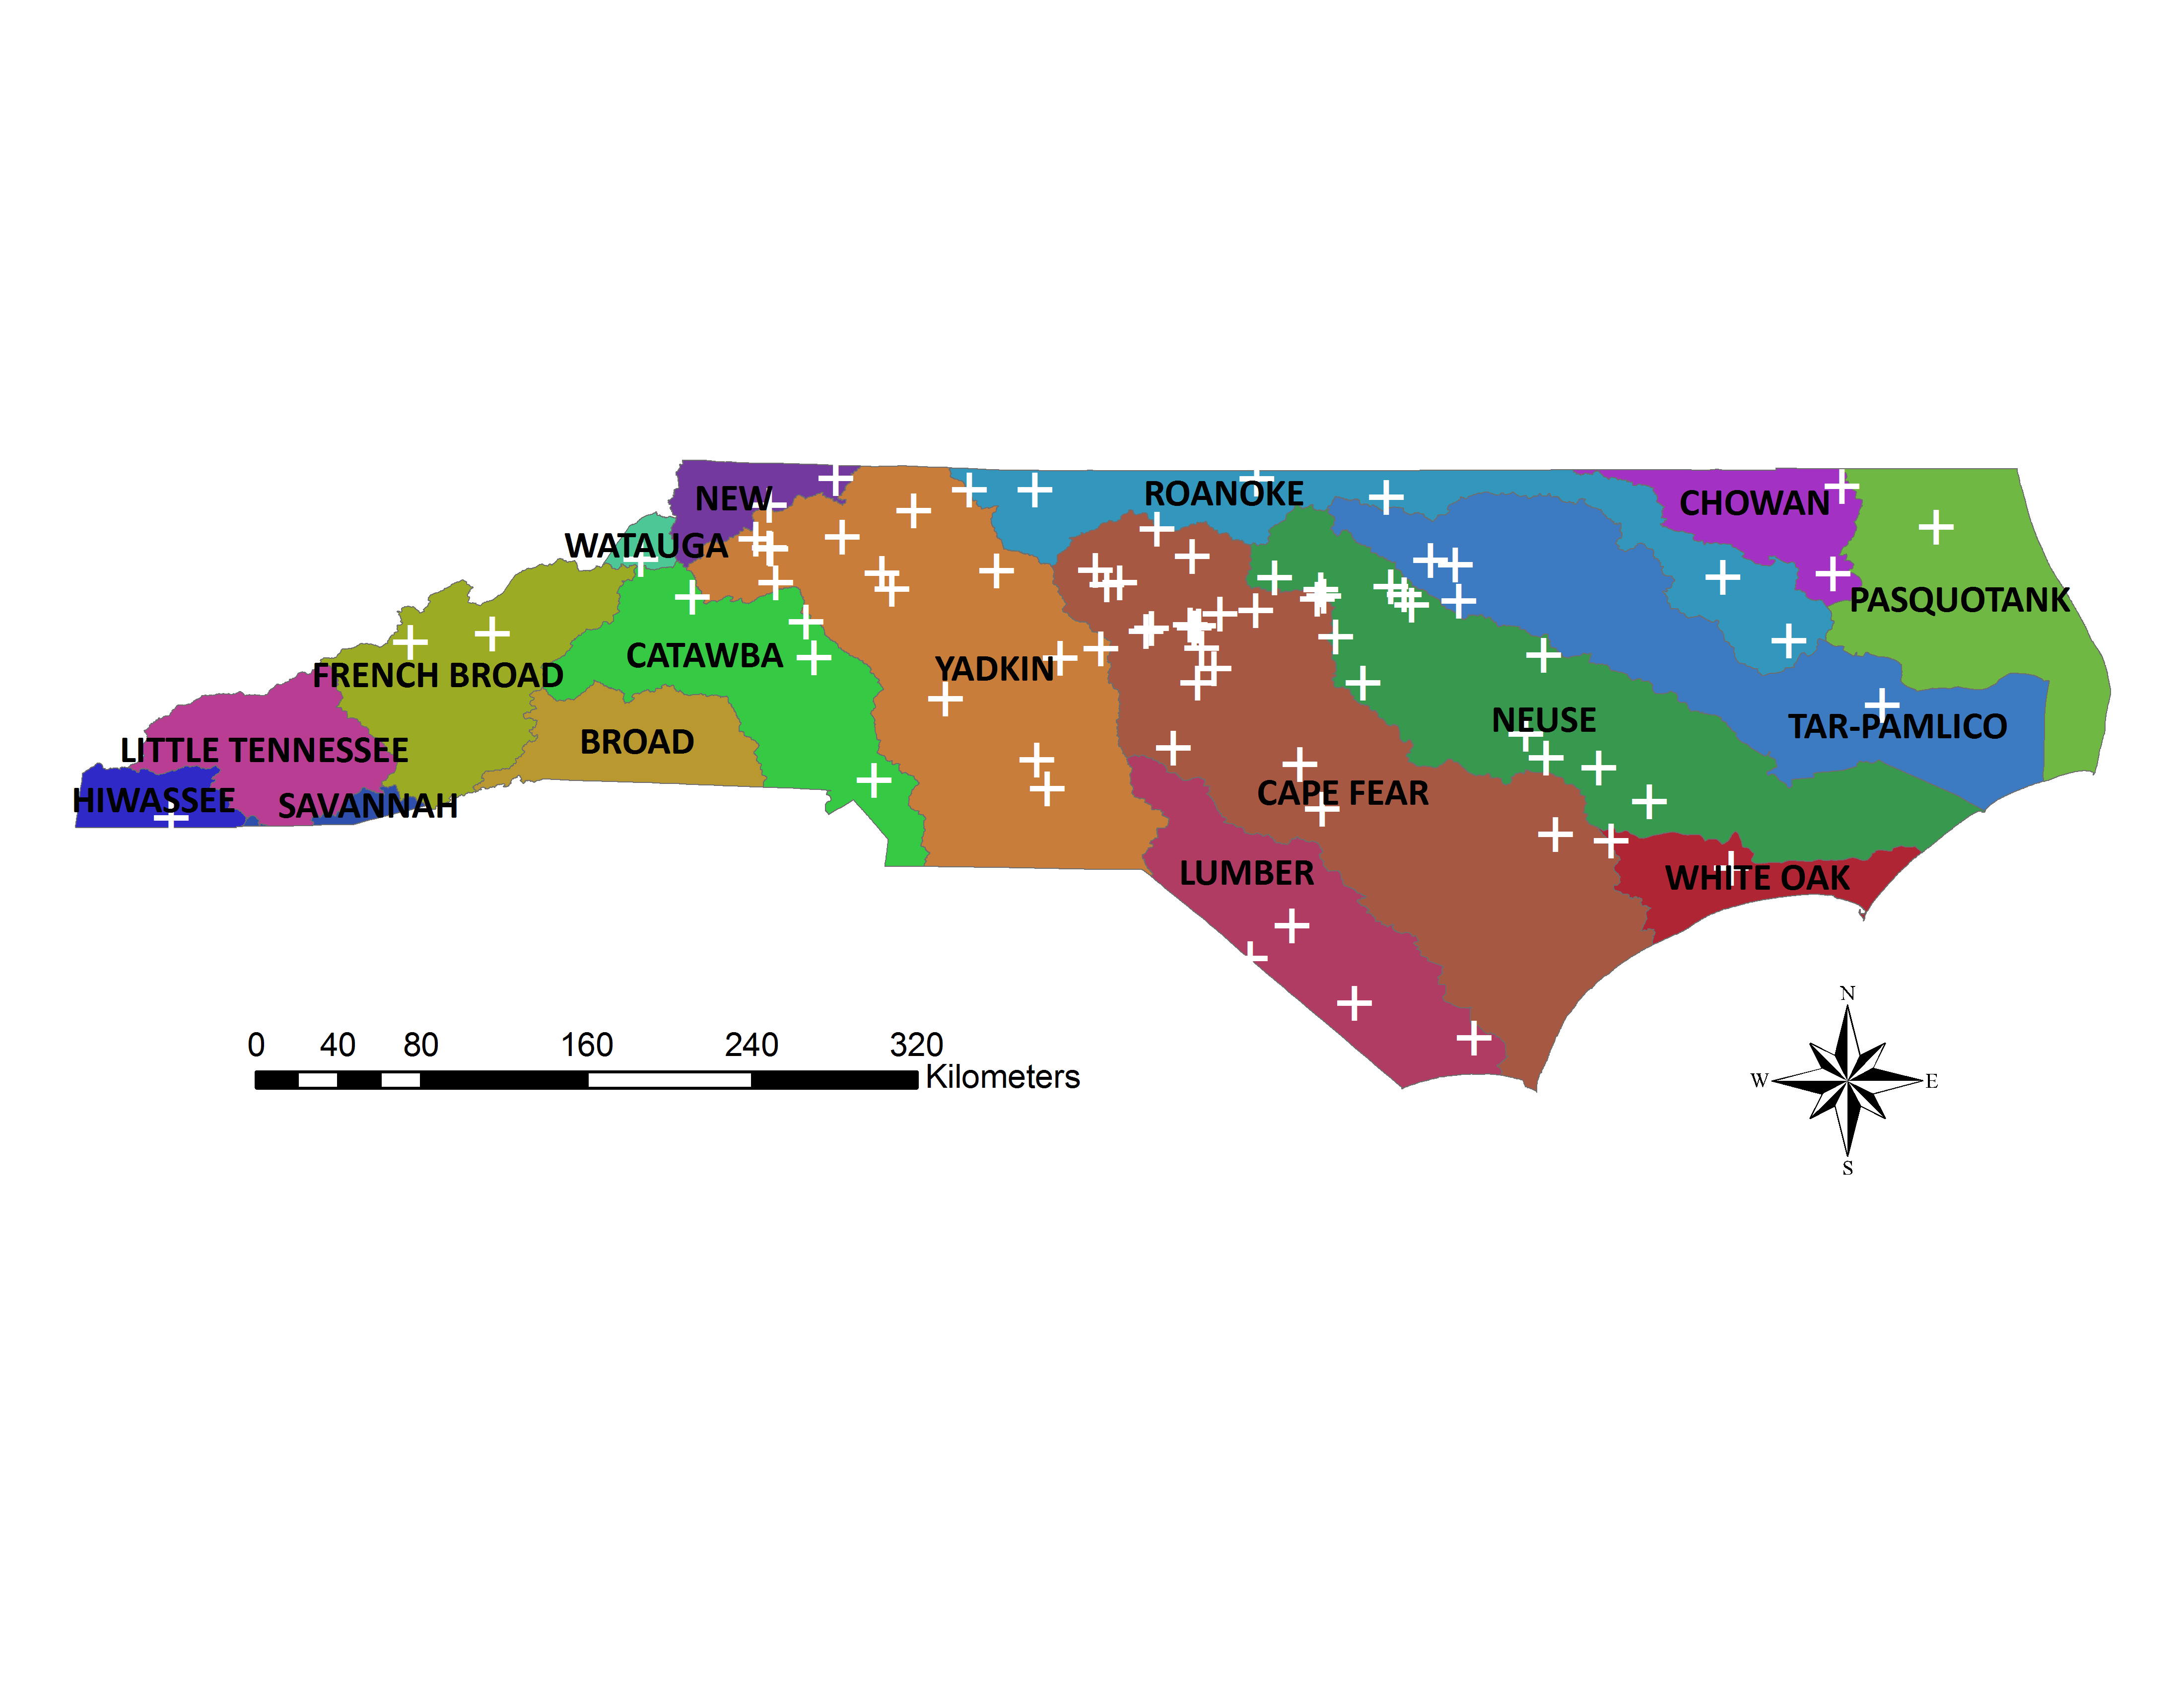 NEW
ROANOKE
CHOWAN
WATAUGA
PASQUOTANK
CATAWBA
YADKIN
FRENCH BROAD
NEUSE
TAR-PAMLICO
BROAD
LITTLE TENNESSEE
CAPE FEAR
HIWASSEE
SAVANNAH
LUMBER
WHITE OAK
0 40 80 160 240 320
Kilometers
N
W E
S